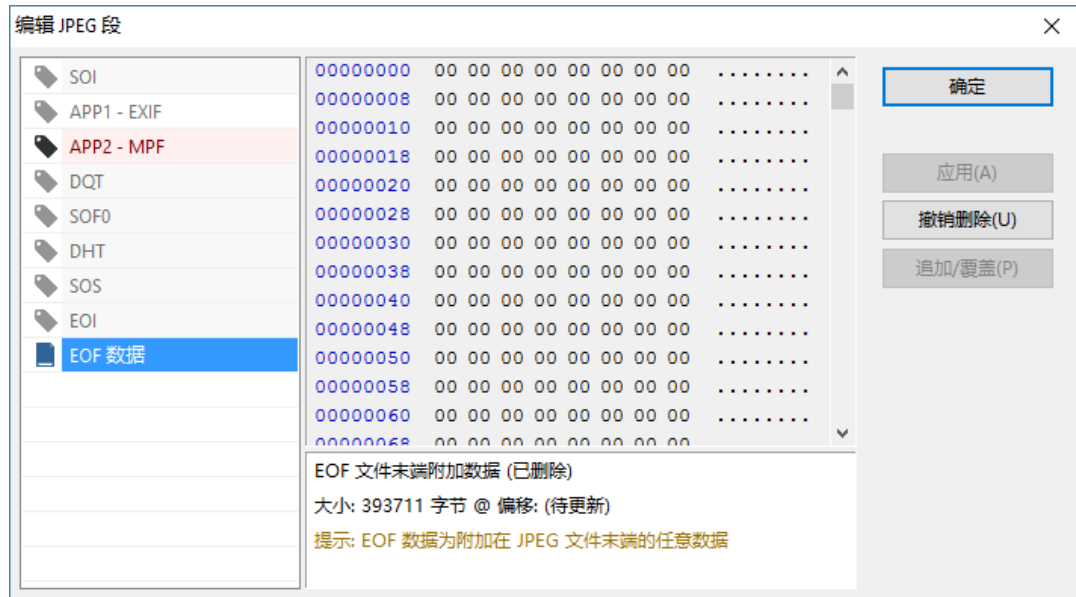 编辑 JPEG 段
SOI
APP1 - EXIF
APP2 - MPF
DQT
SOF0
DHT
SOS
EOI
EOF 数据
00000000 00 00 00 00 00 00 00 00 ........
00000008 00 00 00 00 00 00 00 00 ........
00000010 00 00 00 00 00 00 00 00 ........
00000018 00 00 00 00 00 00 00 00 ........
00000020 00 00 00 00 00 00 00 00 ........
00000028 00 00 00 00 00 00 00 00 ........
00000030 00 00 00 00 00 00 00 00 ........
00000038 00 00 00 00 00 00 00 00 ........
00000040 00 00 00 00 00 00 00 00 ........
00000048 00 00 00 00 00 00 00 00 ........
00000050 00 00 00 00 00 00 00 00 ........
00000058 00 00 00 00 00 00 00 00 ........
00000060 00 00 00 00 00 00 00 00 ........
00000068 00 00 00 00 00 00 00 00
EOF 文件末端附加数据 (已删除)
大小: 393711 字节 @ 偏移: (待更新)
提示: EOF 数据为附加在 JPEG 文件末端的任意数据
确定
应用(A)
撤销删除(U)
追加/覆盖(P)